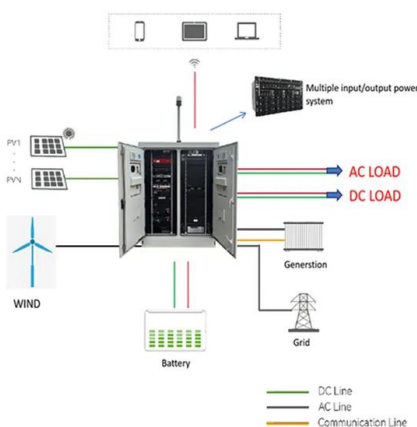 Multiple input/output power
system
PV1
PVN
AC LOAD
DC LOAD
WIND
Generstion
Grid
Battery
DC Line
AC Line
Communication Line